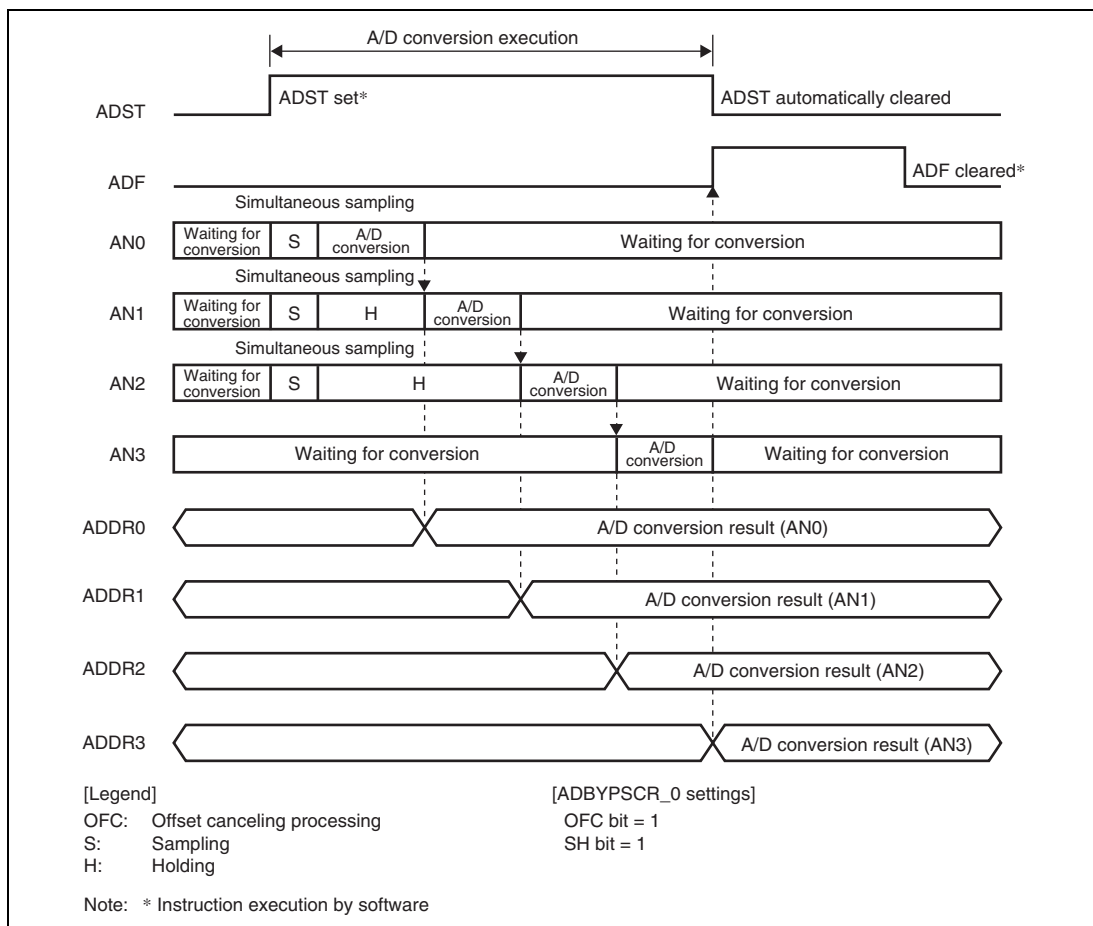 A/D conversion execution
ADST
ADST set*
ADST automatically cleared
ADF
ADF cleared*
Simultaneous sampling
AN0
Waiting for
conversion
S
A/D
conversion
Waiting for conversion
Simultaneous sampling
AN1
Waiting for
conversion
S
H
A/D
conversion
Waiting for conversion
Simultaneous sampling
AN2
Waiting for
conversion
S
H
A/D
conversion
Waiting for conversion
AN3
Waiting for conversion
A/D
conversion
Waiting for conversion
ADDR0
A/D conversion result (AN0)
ADDR1
A/D conversion result (AN1)
ADDR2
A/D conversion result (AN2)
ADDR3
A/D conversion result (AN3)
[Legend]
OFC: Offset canceling processing
S: Sampling
H: Holding
[ADBYPSCR_0 settings]
OFC bit = 1
SH bit = 1
Note: * Instruction execution by software